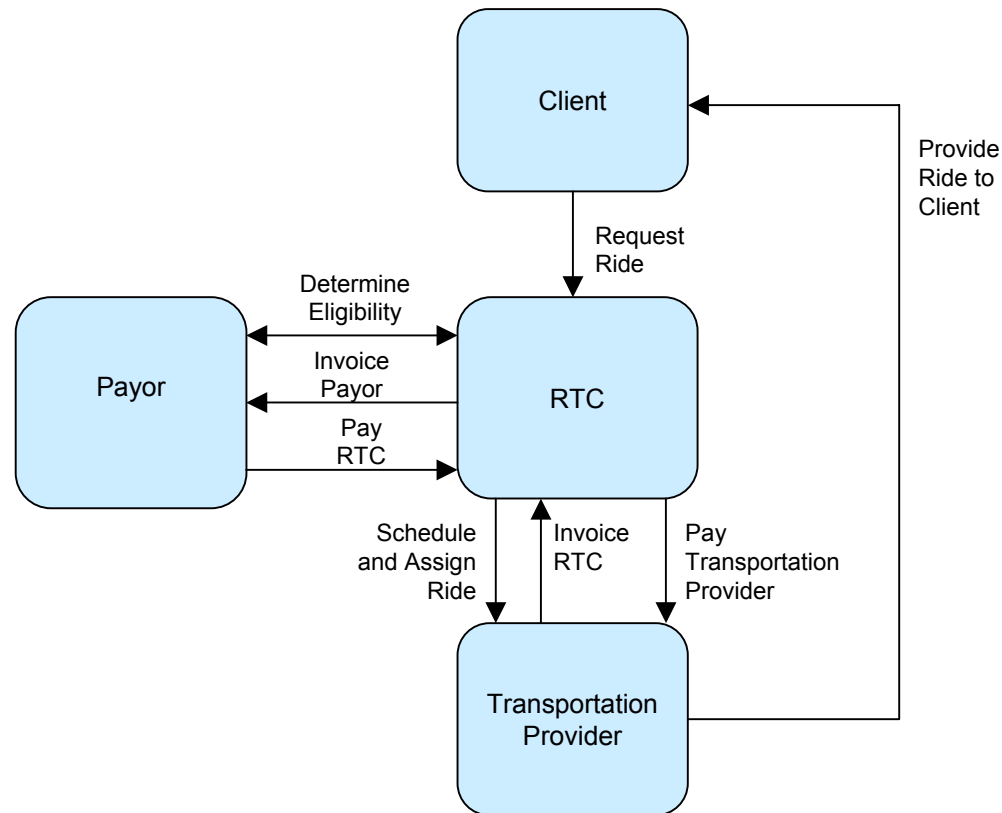 Client
Provide
Ride to
Client
Request
Ride
Determine
Eligibility
Payor
Invoice
Payor
RTC
Pay
RTC
Schedule
and Assign
Ride
Invoice
RTC
Pay
Transportation
Provider
Transportation
Provider